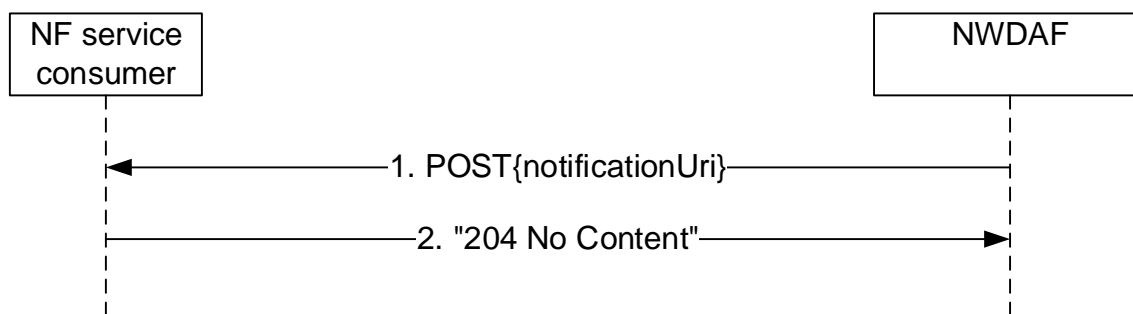 NF service
consumer
NWDAF
1. POST{notificationUri}
2. "204 No Content"